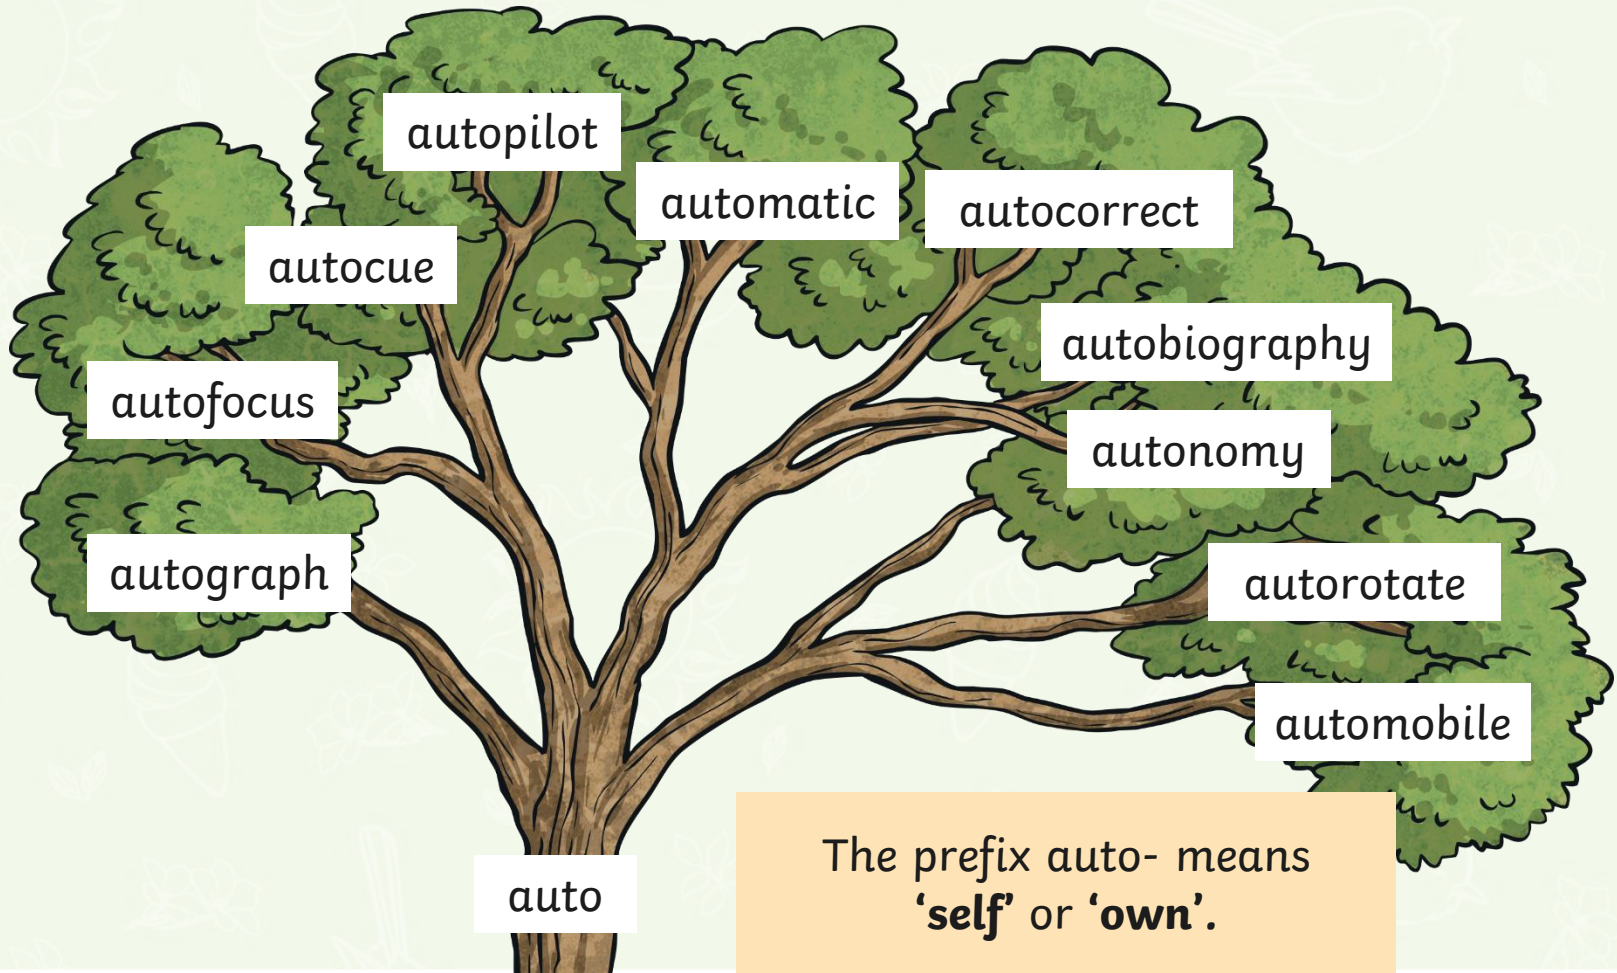 autopilot
automatic
autocorrect
autocue
autobiography
autofocus
autonomy
autograph
autorotate
automobile
auto
The prefix auto- means
‘self’ or ‘own’.